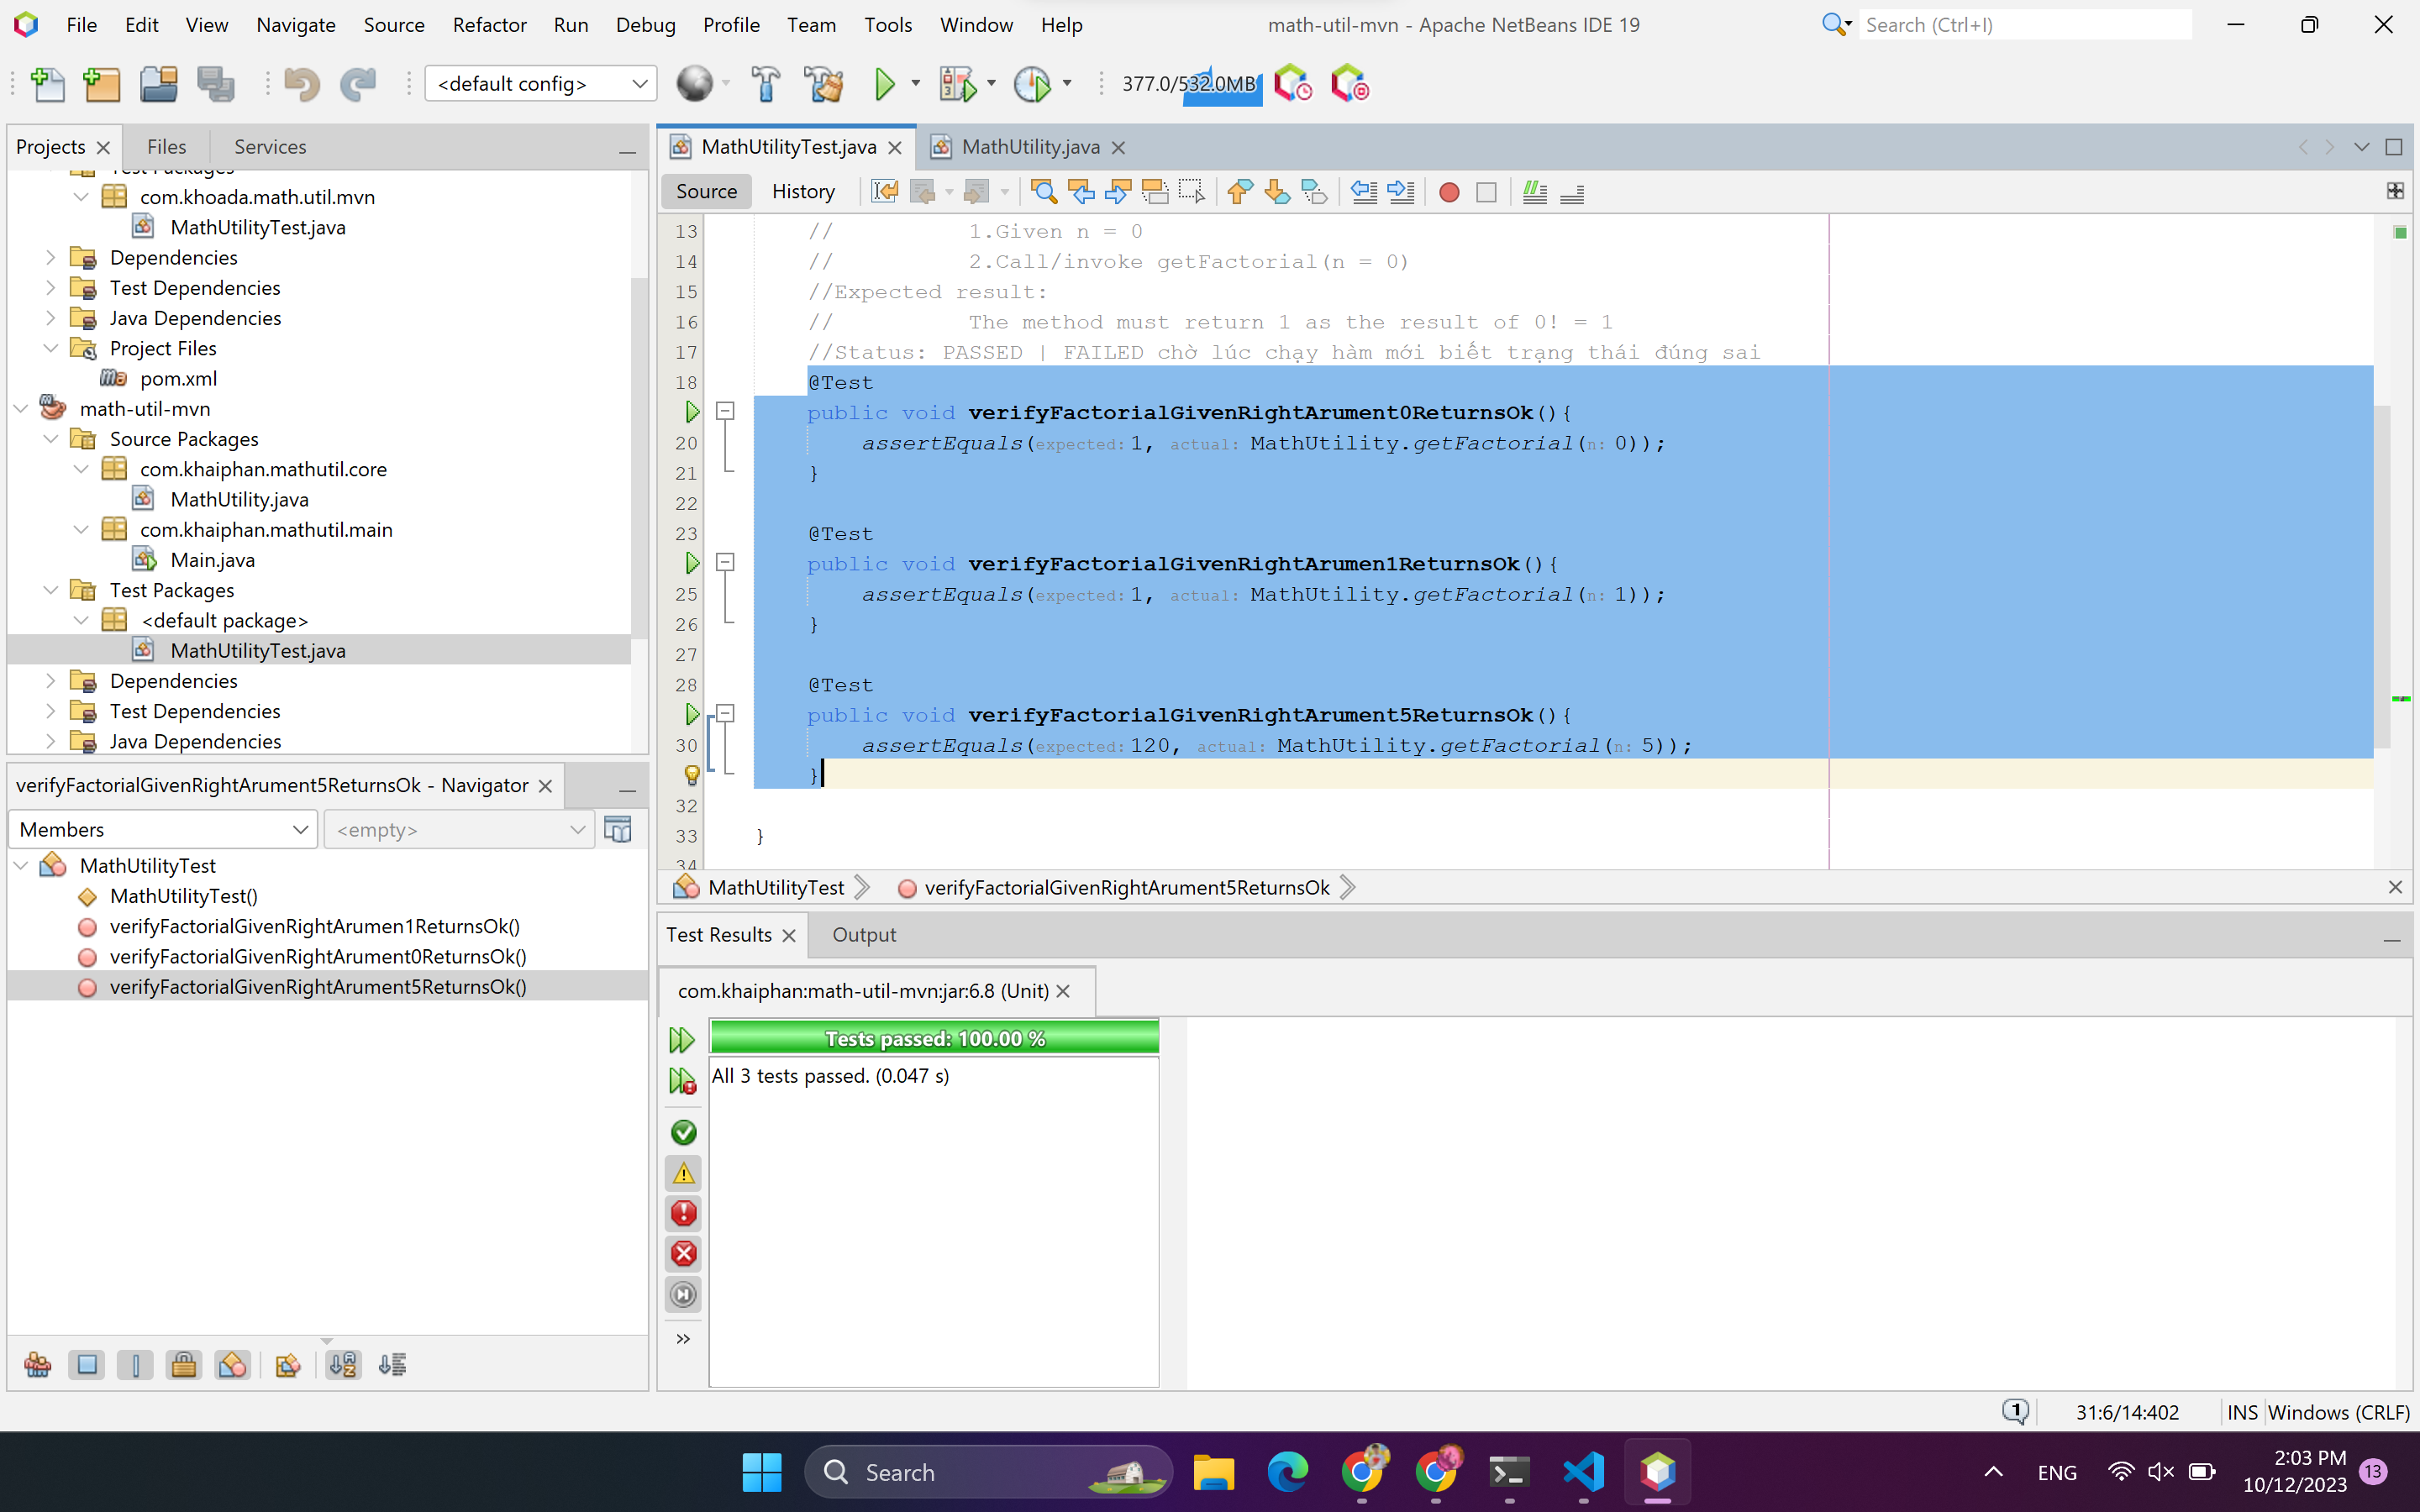 File Edit View Navigate Source Refactor Run Debug Profile Team Tools Window Help
math-util-mvn - Apache NetBeans IDE 19
Search (Ctrl+I)
<default config>
377.0/532.0MB
Projects Files Services
Test Packages
com.khoada.math.util.mvn
MathUtilityTest.java
Dependencies
Test Dependencies
Java Dependencies
Project Files
pom.xml
math-util-mvn
Source Packages
com.khaiphan.mathutil.core
MathUtility.java
com.khaiphan.mathutil.main
Main.java
Test Packages
<default package>
MathUtilityTest.java
Dependencies
Test Dependencies
Java Dependencies
verifyFactorialGivenRightArument5ReturnsOk - Navigator
Members
<empty>
MathUtilityTest
MathUtilityTest()
verifyFactorialGivenRightArumen1ReturnsOk()
verifyFactorialGivenRightArument0ReturnsOk()
verifyFactorialGivenRightArument5ReturnsOk()
MathUtilityTest.java MathUtility.java
Source History
13 // 1.Given n = 0
14 // 2.Call/invoke getFactorial(n = 0)
15 //Expected result:
16 // The method must return 1 as the result of 0! = 1
17 //Status: PASSED | FAILED chờ lúc chạy hàm mới biết trạng thái đúng sai
18 @Test
public void verifyFactorialGivenRightArument0ReturnsOk(){
20 assertEquals(expected: 1, actual: MathUtility.getFactorial(n: 0));
21 }
22
23 @Test
public void verifyFactorialGivenRightArumen1ReturnsOk(){
25 assertEquals(expected: 1, actual: MathUtility.getFactorial(n: 1));
26 }
27
28 @Test
public void verifyFactorialGivenRightArument5ReturnsOk(){
30 assertEquals(expected: 120, actual: MathUtility.getFactorial(n: 5));
}
32
33 }
34
MathUtilityTest verifyFactorialGivenRightArument5ReturnsOk
Test Results Output
com.khaiphan:math-util-mvn:jar:6.8 (Unit)
Tests passed: 100.00 %
All 3 tests passed. (0.047 s)
1
31:6/14:402
INS
Windows (CRLF)
Search
ENG
2:03 PM
10/12/2023
13